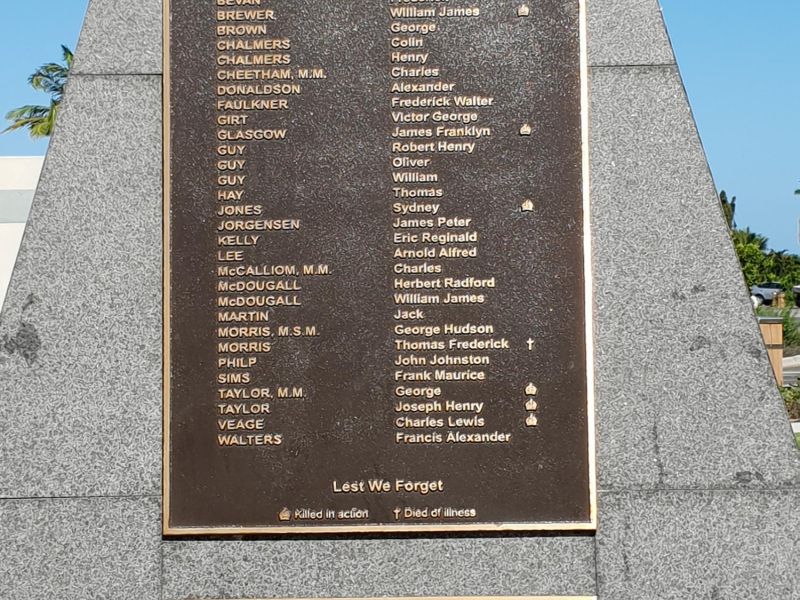 BEVAN Frederick
BREWER William James
BROWN George
CHALMERS Colin
CHALMERS Henry
CHEETHAM, M.M. Charles
DONALDSON Alexander
FAULKNER Frederick Walter
GIRT Victor George
GLASGOW James Franklyn
GUY Robert Henry
GUY Oliver
GUY William
HAY Thomas
JONES Sydney
JORGENSEN James Peter
KELLY Eric Reginald
LEE Arnold Alfred
McCALLIOM, M.M. Charles
McDOUGALL Herbert Radford
McDOUGALL William James
MARTIN Jack
MORRIS, M.S.M. George Hudson
MORRIS Thomas Frederick †
PHILP John Johnston
SIMS Frank Maurice
TAYLOR, M.M. George
TAYLOR Joseph Henry
VEAGE Charles Lewis
WALTERS Francis Alexander
Lest We Forget
Killed in action † Died of illness